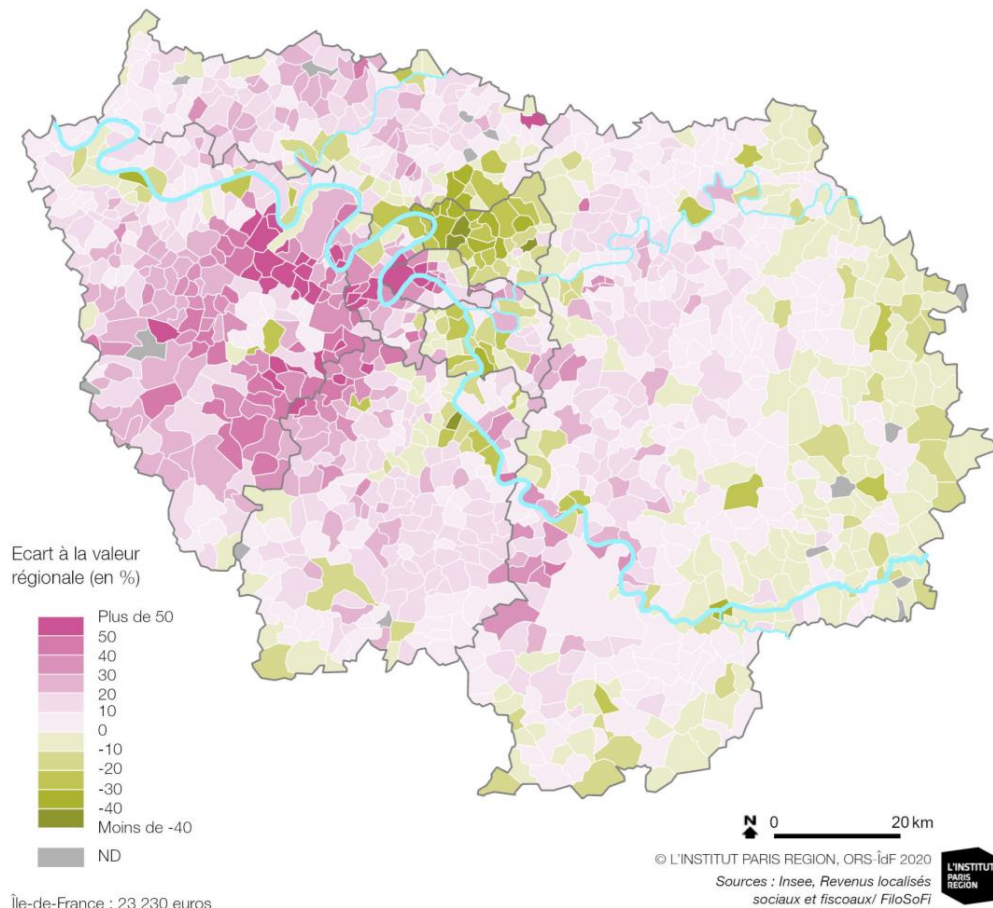 Ecart à la valeur
régionale (en %)
Plus de 50
50
40
30
20
10
0
-10
-20
-30
-40
Moins de -40
ND
Île-de-France : 23 230 euros
N 0 20 km
© L'INSTITUT PARIS REGION, ORS-ÎdF 2020
Sources : Insee, Revenus localisés
sociaux et fiscoaux/ FiloSoFi
L'INSTITUT
PARIS
REGION